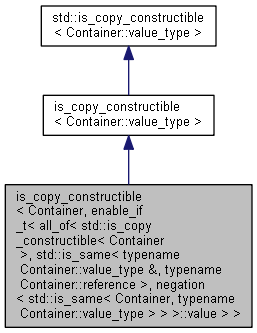 std::is_copy_constructible
< Container::value_type >
is_copy_constructible
< Container::value_type >
is_copy_constructible
< Container, enable_if
_t< all_of< std::is_copy
_constructible< Container
>, std::is_same< typename
Container::value_type &, typename
Container::reference >, negation
< std::is_same< Container, typename
Container::value_type > > >::value > >